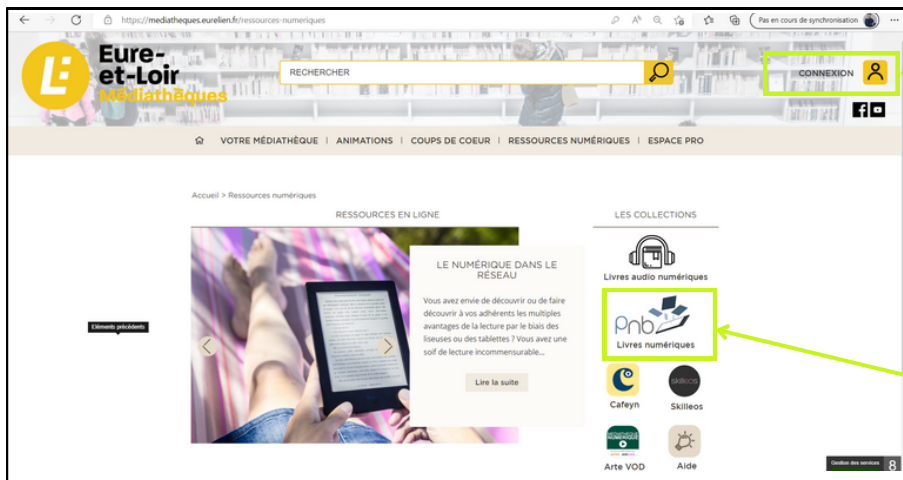 https://mediatheques.eurelien.fr/ressources-numeriques
Pas en cours de synchronisation
Eure-
et-Loir
Médiathèques
RECHERCHER
CONNEXION
VOTRE MÉDIATHÈQUE | ANIMATIONS | COUPS DE COEUR | RESSOURCES NUMÉRIQUES | ESPACE PRO
Accueil > Ressources numériques
RESSOURCES EN LIGNE
LES COLLECTIONS
LE NUMÉRIQUE DANS LE
RÉSEAU
Vous avez envie de découvrir ou de faire
découvrir à vos adhérents les multiples
avantages de la lecture par le biais des
liseuses ou des tablettes ? Vous avez une
soif de lecture incommensurable...
Lire la suite
Eléments précédents
Livres audio numériques
pnb
Livres numériques
skilleos
Cafeyn
Skilleos
MEDIATHEQUE
NUMERIQUE
Arte VOD
Aide
Gestion des services
8